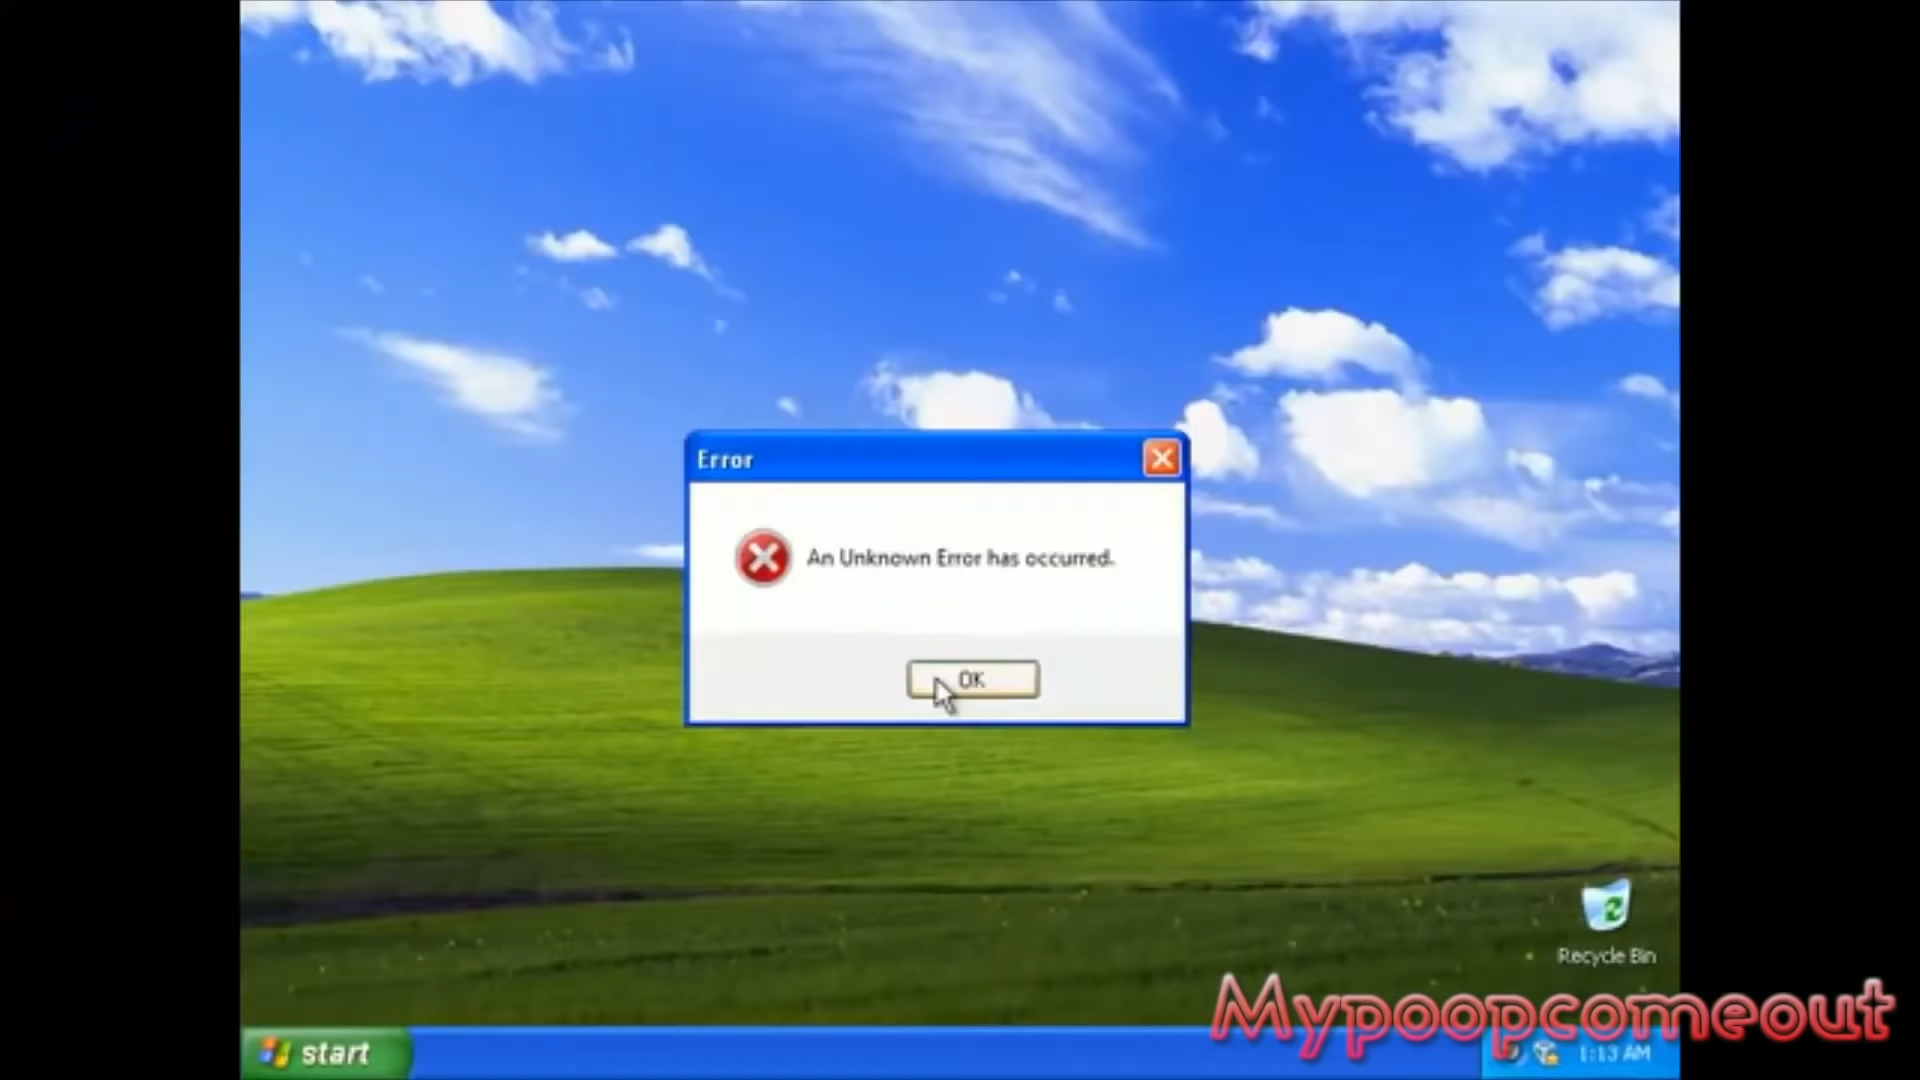 Error
An Unknown Error has occurred.
OK
Recycle Bin
Mypoopcomeout
start
1:13 AM